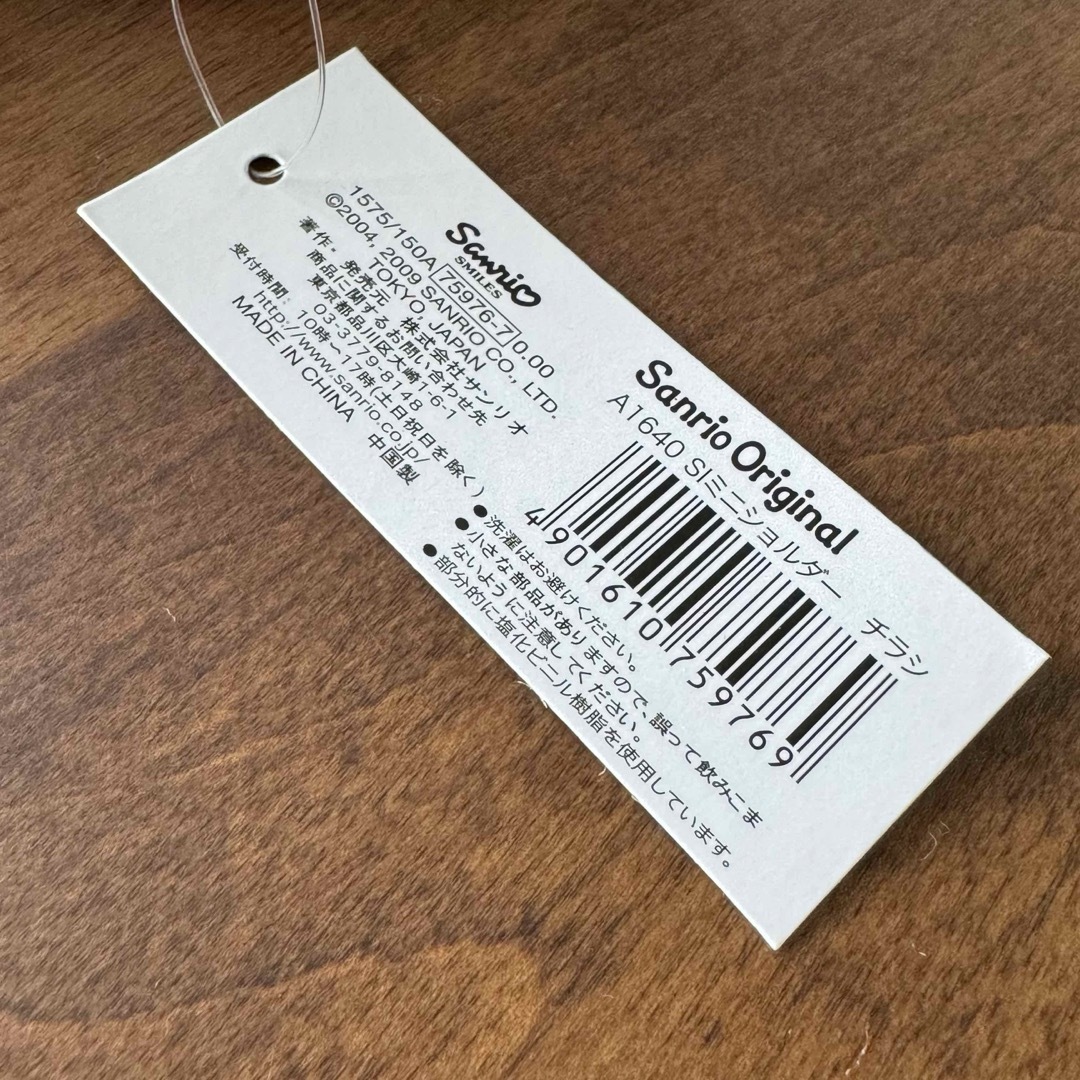 Sanrio Original
A1640 SIミニショルダー チラシ
4901610759769
●洗濯はお避けください。
●小さな部品がありますので、誤って飲みこま
ないように注意してください。
●部分的に塩化ビニル樹脂を使用しています。
Sanrio
SMILES
1575/150A 75976-7 0.00
©2004, 2009 SANRIO CO., LTD.
TOKYO, JAPAN
著作・発売元 株式会社サンリオ
商品に関するお問い合わせ先
東京都品川区大崎1-6-1
03-3779-8148
受付時間：10時～17時(土日祝日を除く)
http://www.sanrio.co.jp/
MADE IN CHINA 中国製